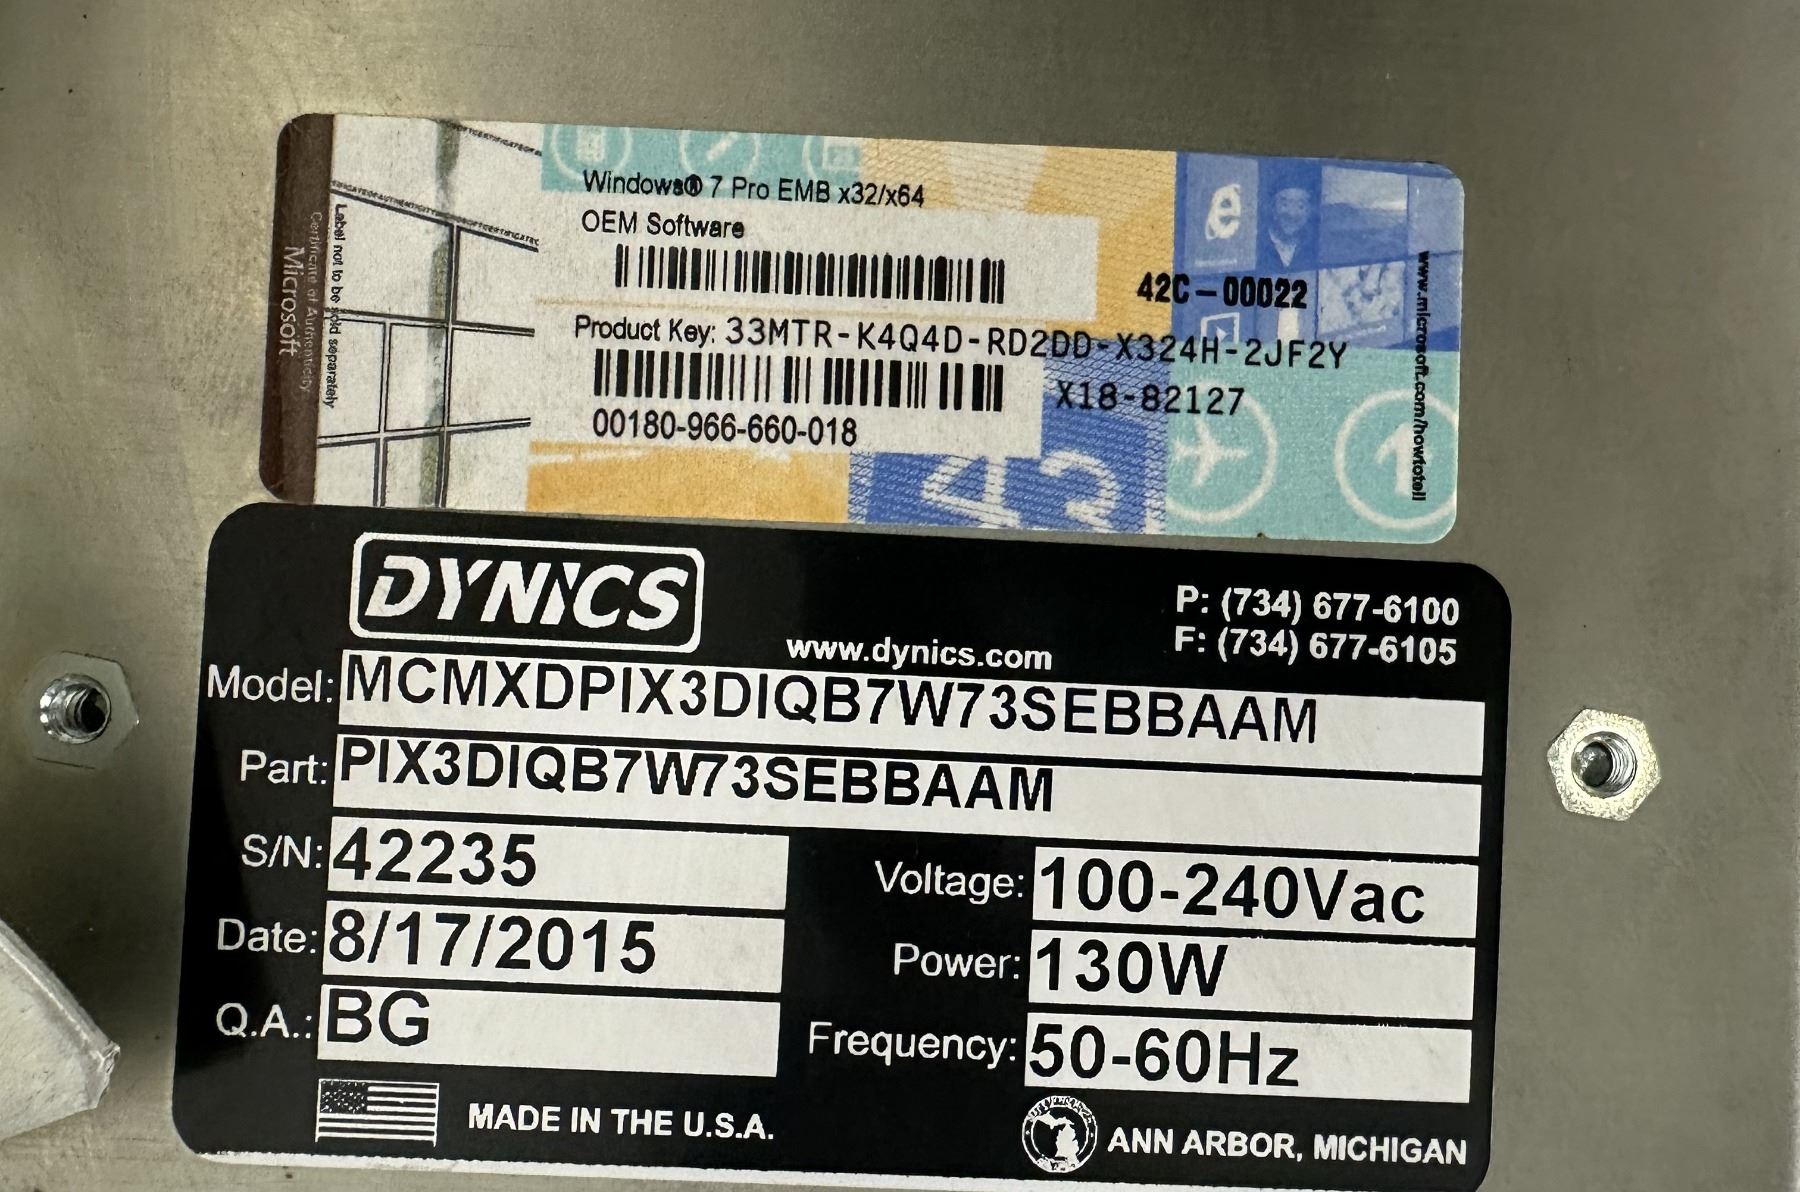 Microsoft
Certificate of Authenticity
Label not to be sold separately
Windows® 7 Pro EMB x32/x64
OEM Software
42C-00022
Product Key: 33MTR-K4Q4D-RD2DD-X324H-2JF2Y
X18-82127
00180-966-660-018
43
1
www.microsoft.com/howtotell
DYNICS
www.dynics.com
P: (734) 677-6100
F: (734) 677-6105
Model: MCMXDPIX3DIQB7W73SEBBAAM
Part: PIX3DIQB7W73SEBBAAM
S/N: 42235
Date: 8/17/2015
Q.A.: BG
Voltage: 100-240Vac
Power: 130W
Frequency: 50-60Hz
MADE IN THE U.S.A.
ANN ARBOR, MICHIGAN